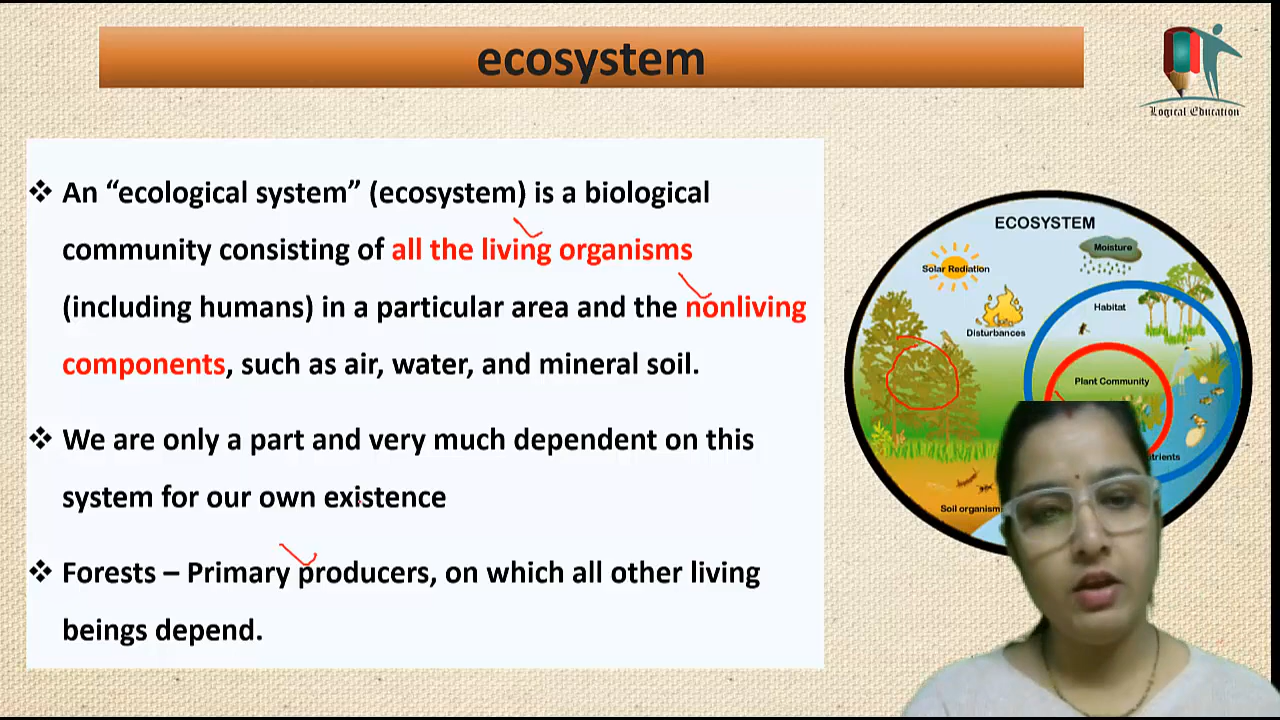 ecosystem
Logical Education
❖ An “ecological system” (ecosystem) is a biological
community consisting of all the living organisms
(including humans) in a particular area and the nonliving
components, such as air, water, and mineral soil.
❖ We are only a part and very much dependent on this
system for our own existence
❖ Forests – Primary producers, on which all other living
beings depend.
ECOSYSTEM
Moisture
Solar Rediation
Habitat
Disturbances
Plant Community
trients
Soil organism